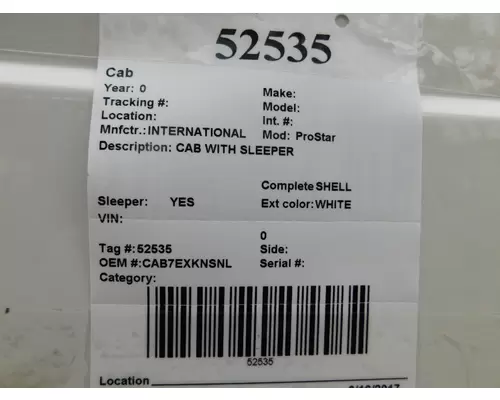 52535
Cab
Year: 0 Make:
Tracking #: Model:
Location: Int. #:
Mnfctr.: INTERNATIONAL Mod: ProStar
Description: CAB WITH SLEEPER
Complete SHELL
Sleeper: YES Ext color: WHITE
VIN:
0
Tag #: 52535 Side:
OEM #: CAB7EXKNSNL Serial #:
Category:
52535
Location